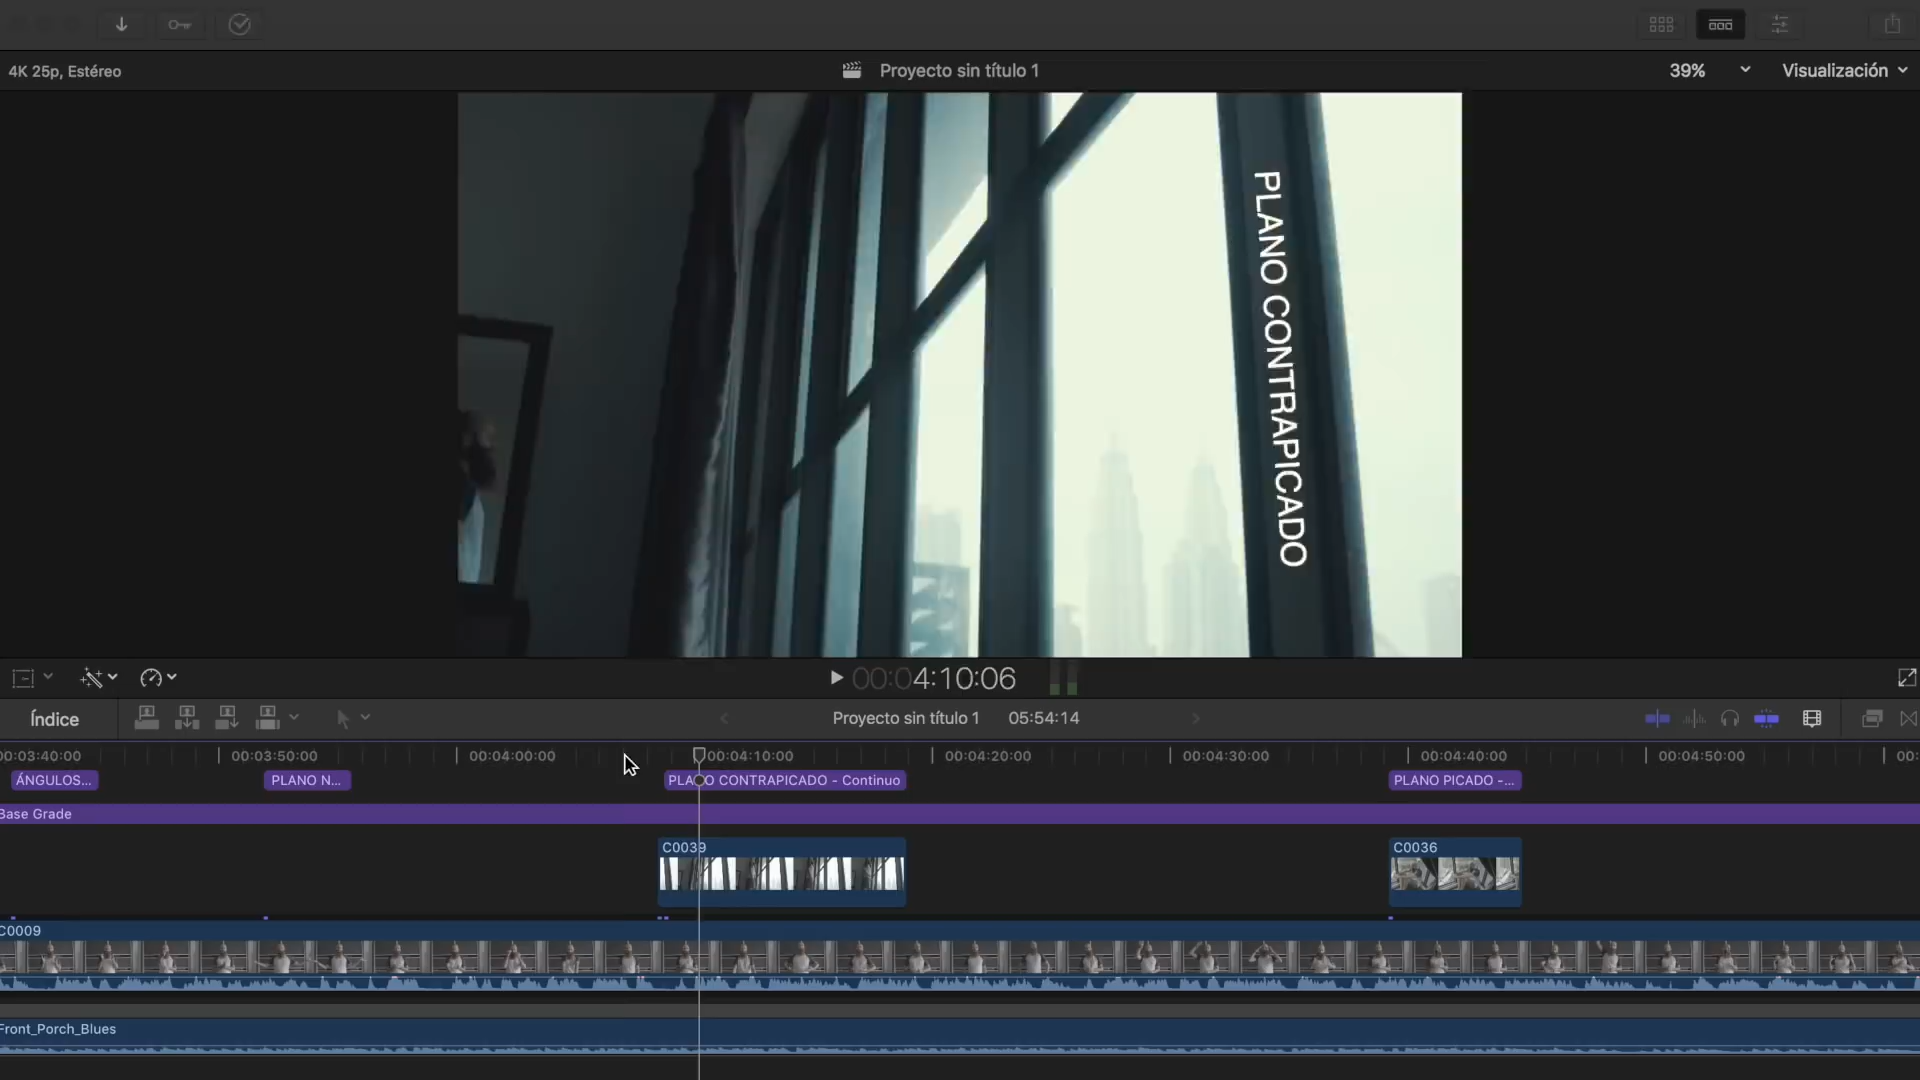 4K 25p, Estéreo
Proyecto sin título 1
39%
Visualización
PLANO CONTRAPICADO
00:04:10:06
Índice
Proyecto sin título 1
05:54:14
00:03:40:00
00:03:50:00
00:04:00:00
00:04:10:00
00:04:20:00
00:04:30:00
00:04:40:00
00:04:50:00
00:
ÁNGULOS...
PLANO N...
PLANO CONTRAPICADO - Continuo
PLANO PICADO -...
Base Grade
C0039
C0036
C0009
Front_Porch_Blues